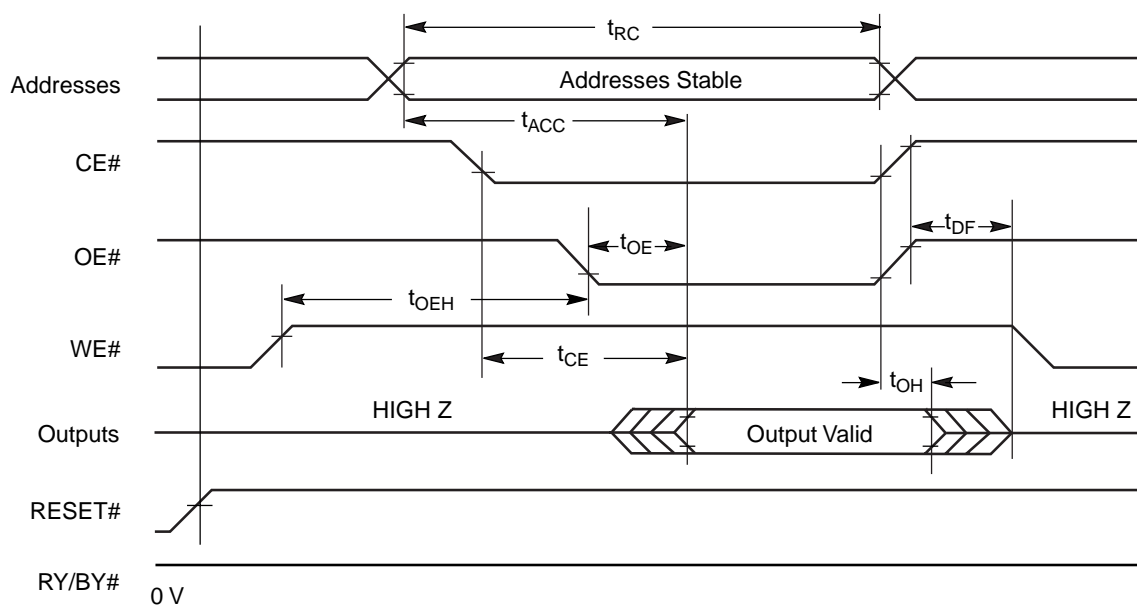 tRC
Addresses
Addresses Stable
tACC
CE#
tDF
OE#
tOE
tOEH
WE#
tCE
tOH
HIGH Z
HIGH Z
Outputs
Output Valid
RESET#
RY/BY#
0 V